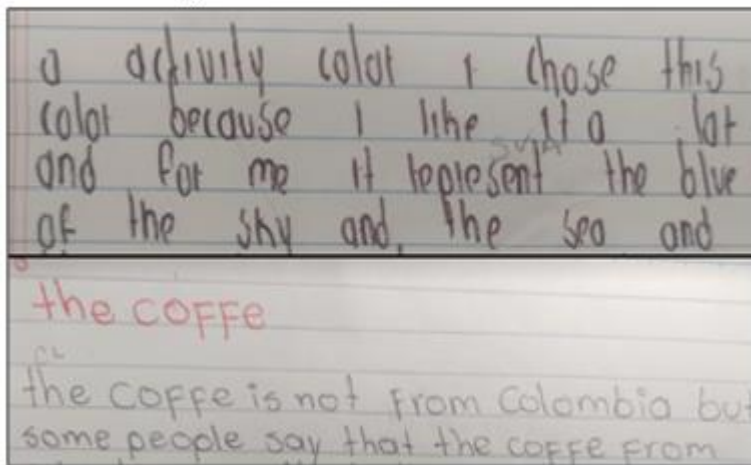 a activity color I chose this
color because I like it a lot
and for me it represent the blue
of the sky and, the sea and
the COFFe
the COFFe is not From Colombia but
some people say that the coFFe From